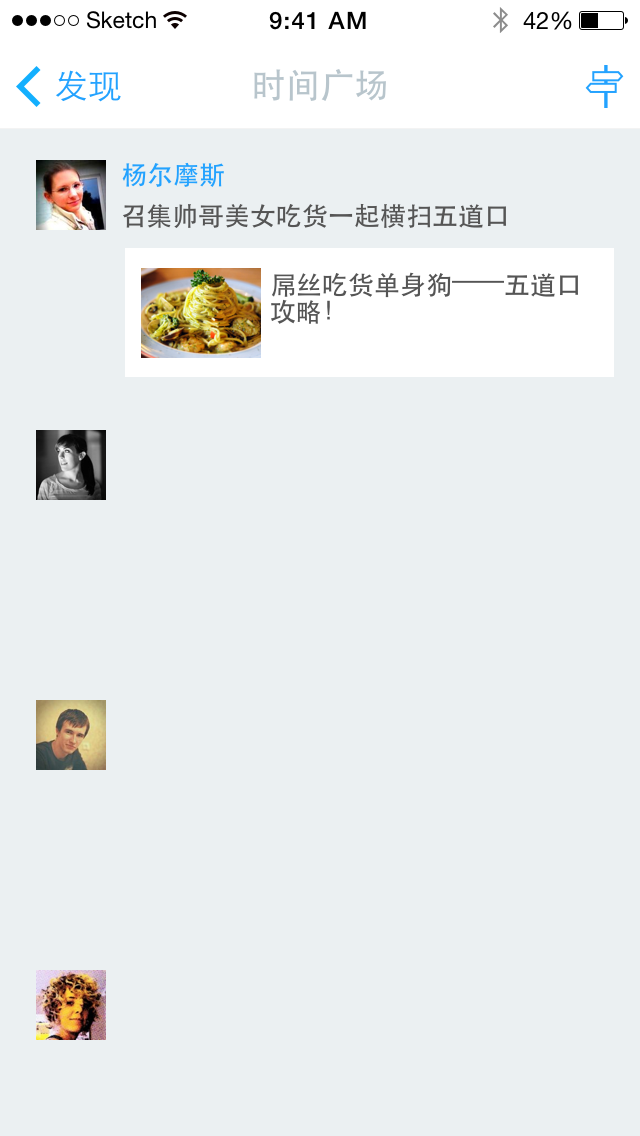 Sketch 9:41 AM 42%
发现 时间广场
杨尔摩斯
召集帅哥美女吃货一起横扫五道口
屌丝吃货单身狗——五道口
攻略！